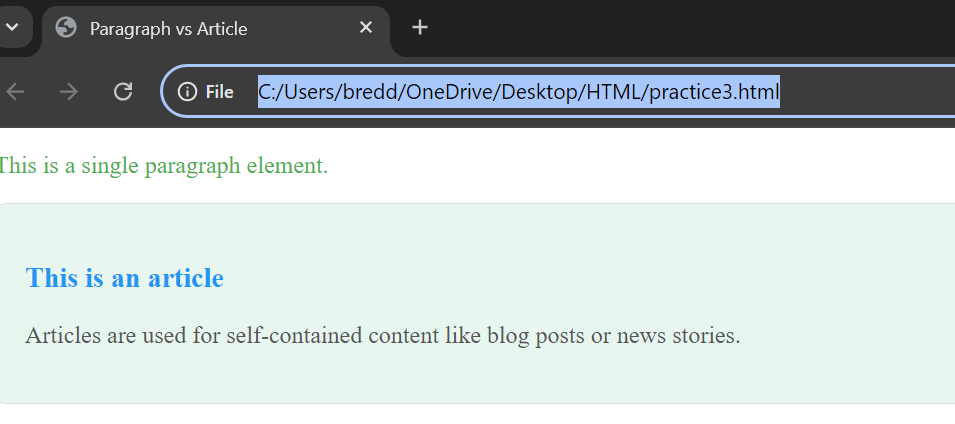 Paragraph vs Article
File C:/Users/bredd/OneDrive/Desktop/HTML/practice3.html
This is a single paragraph element.
This is an article
Articles are used for self-contained content like blog posts or news stories.